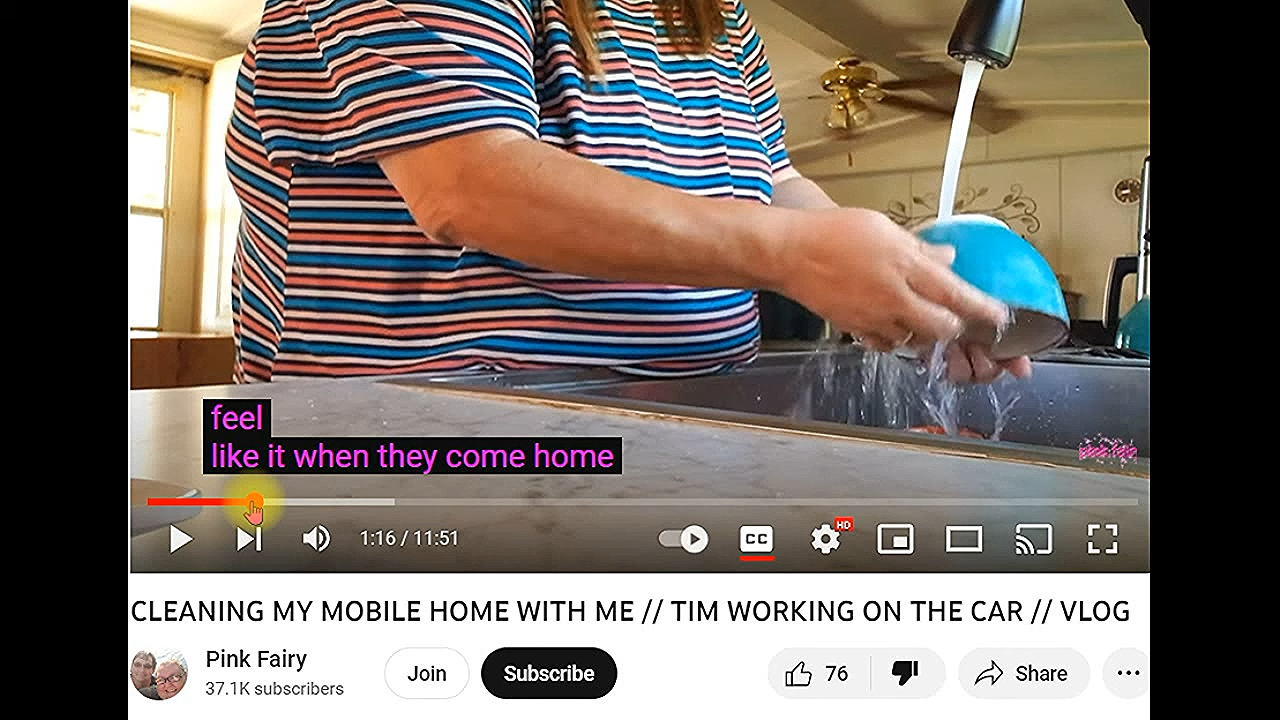 feel
like it when they come home
1:16 / 11:51
CC
HD
CLEANING MY MOBILE HOME WITH ME // TIM WORKING ON THE CAR // VLOG
Pink Fairy
37.1K subscribers
Join
Subscribe
76
Share